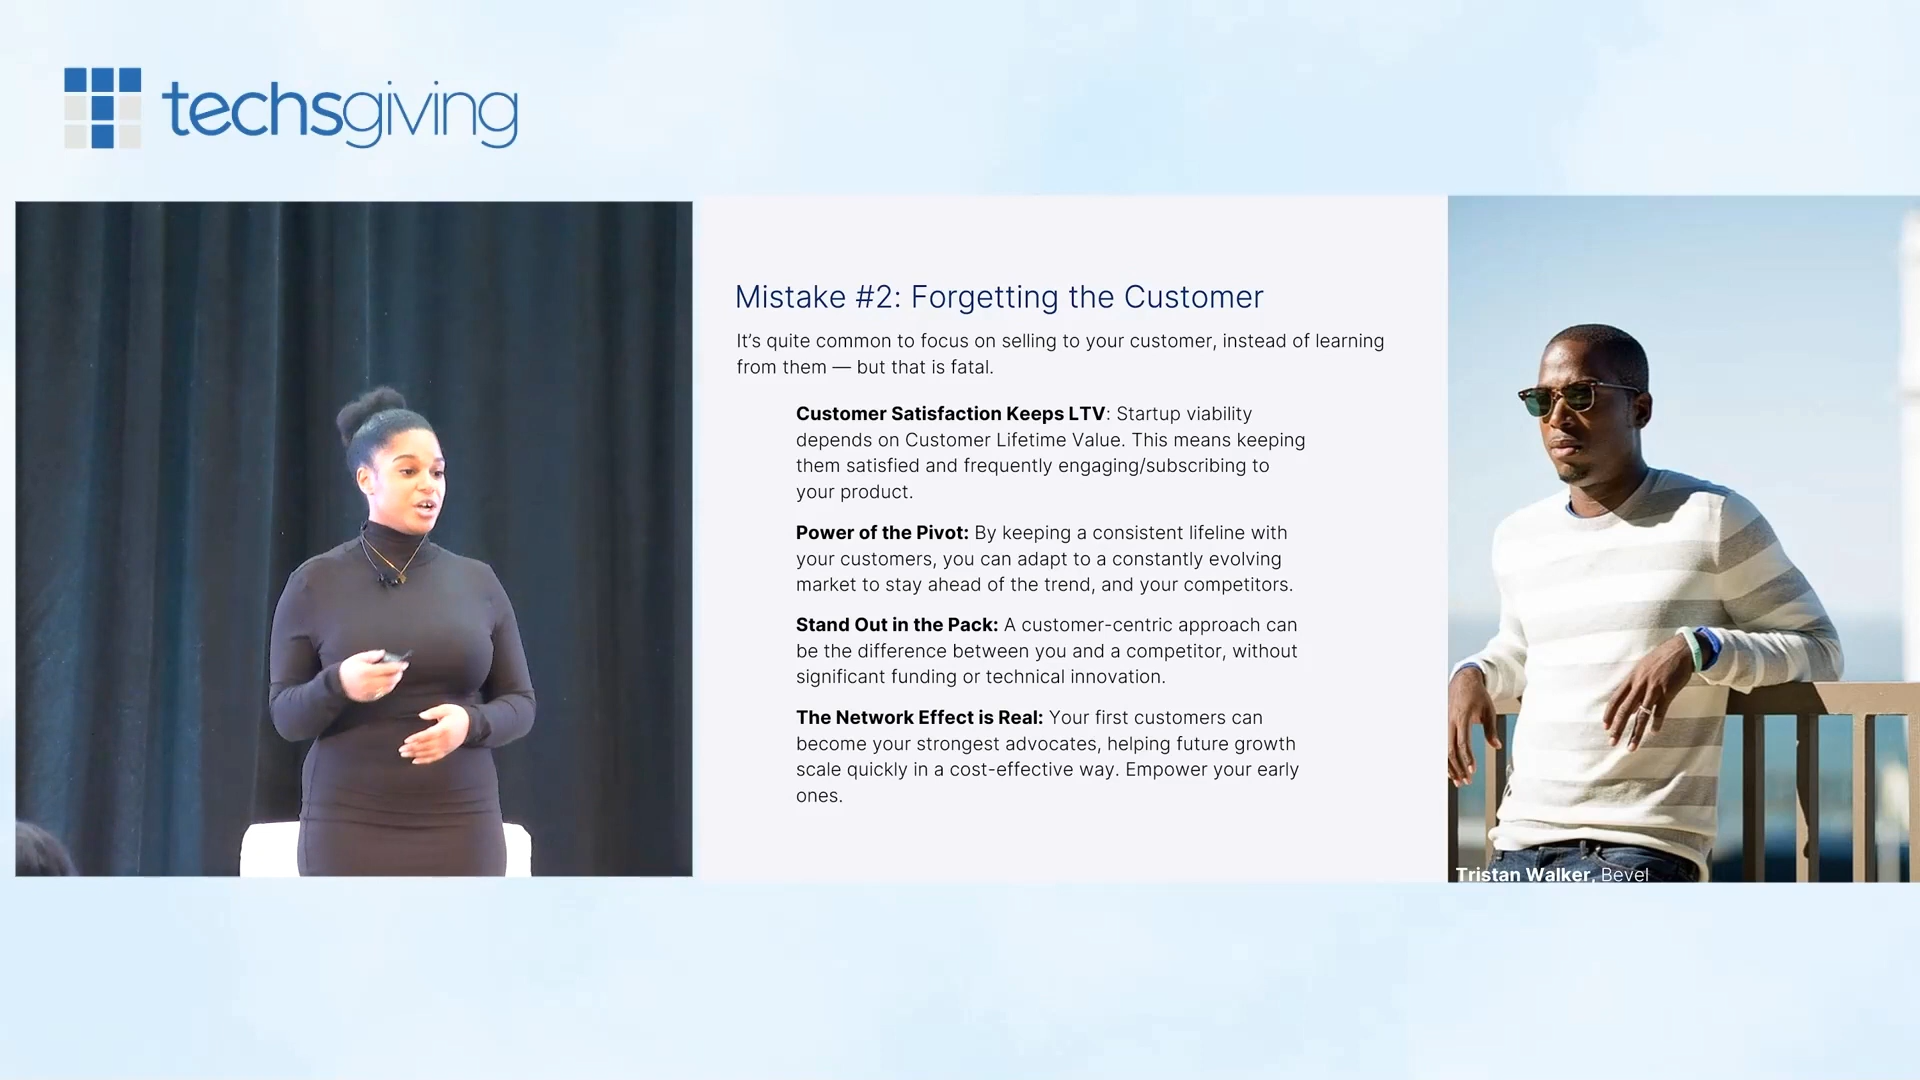 techsgiving
Mistake #2: Forgetting the Customer
It’s quite common to focus on selling to your customer, instead of learning
from them — but that is fatal.
Customer Satisfaction Keeps LTV: Startup viability
depends on Customer Lifetime Value. This means keeping
them satisfied and frequently engaging/subscribing to
your product.
Power of the Pivot: By keeping a consistent lifeline with
your customers, you can adapt to a constantly evolving
market to stay ahead of the trend, and your competitors.
Stand Out in the Pack: A customer-centric approach can
be the difference between you and a competitor, without
significant funding or technical innovation.
The Network Effect is Real: Your first customers can
become your strongest advocates, helping future growth
scale quickly in a cost-effective way. Empower your early
ones.
Tristan Walker, Bevel